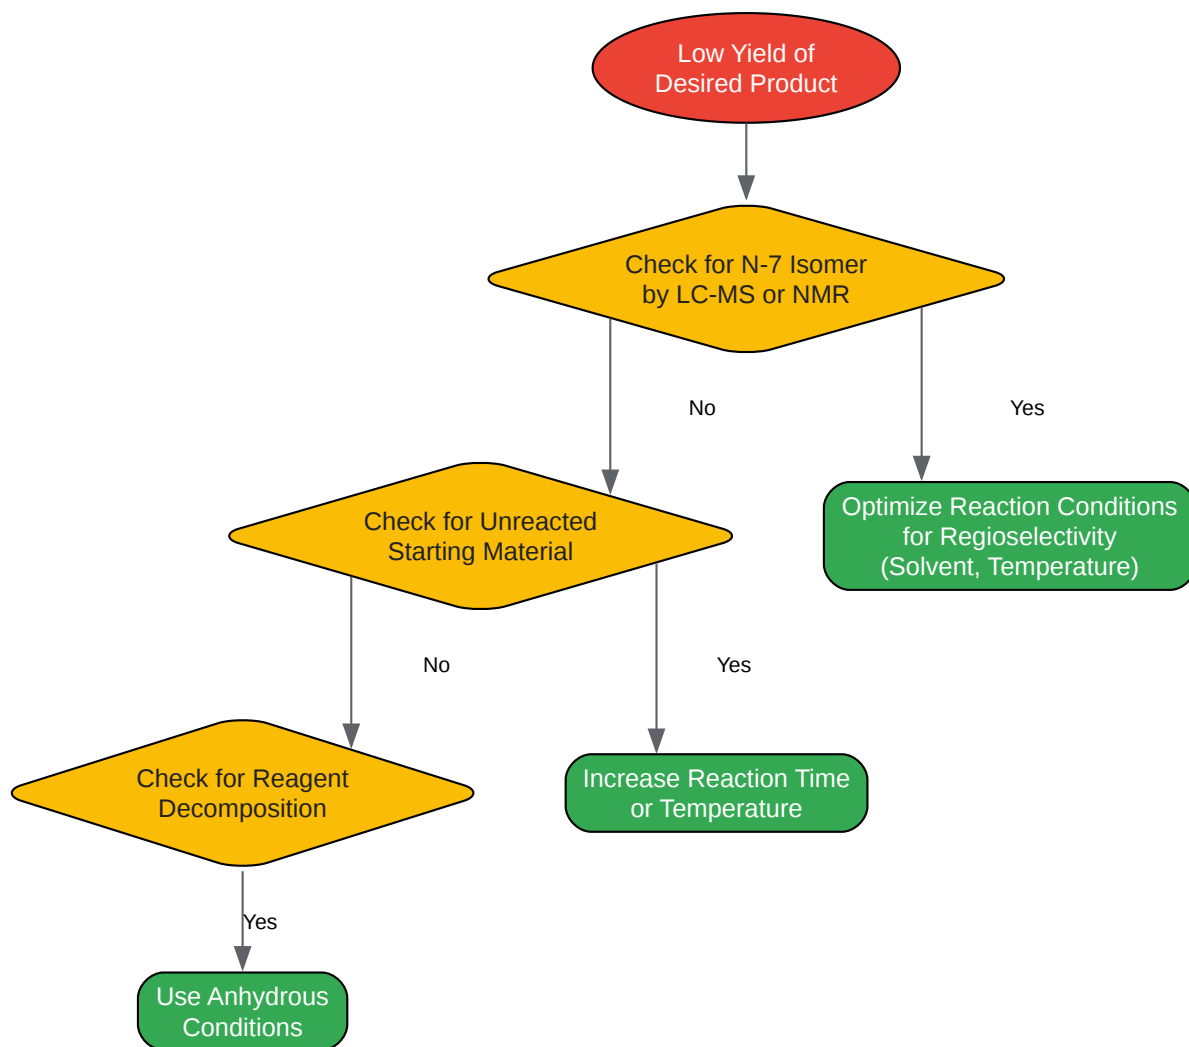 Low Yield of
Desired Product
Check for N-7 Isomer
by LC-MS or NMR
No
Yes
Check for Unreacted
Starting Material
Optimize Reaction Conditions
for Regioselectivity
(Solvent, Temperature)
No
Yes
Check for Reagent
Decomposition
Increase Reaction Time
or Temperature
Yes
Use Anhydrous
Conditions